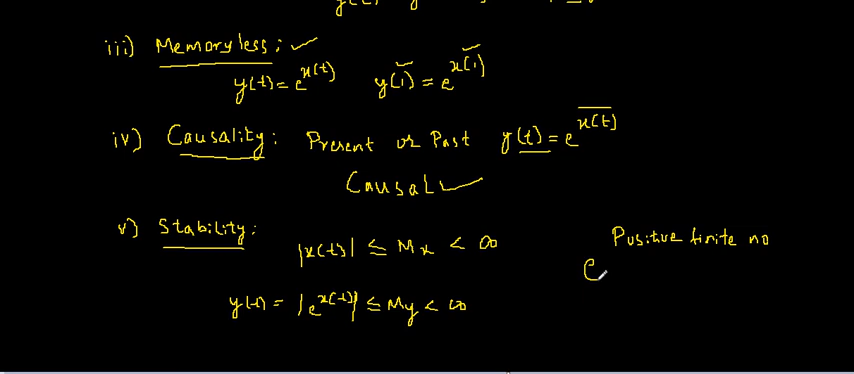 iii) Memoryless: ✓
y(t) = e^x(t) y(1) = e^x(1)
iv) Causality: Present or Past y(t) = e^x(t)
Causal ✓
v) Stability:
|x(t)| ≤ Mx < ∞
Positive finite no
e
y(t) = |e^x(t)| ≤ My < ∞